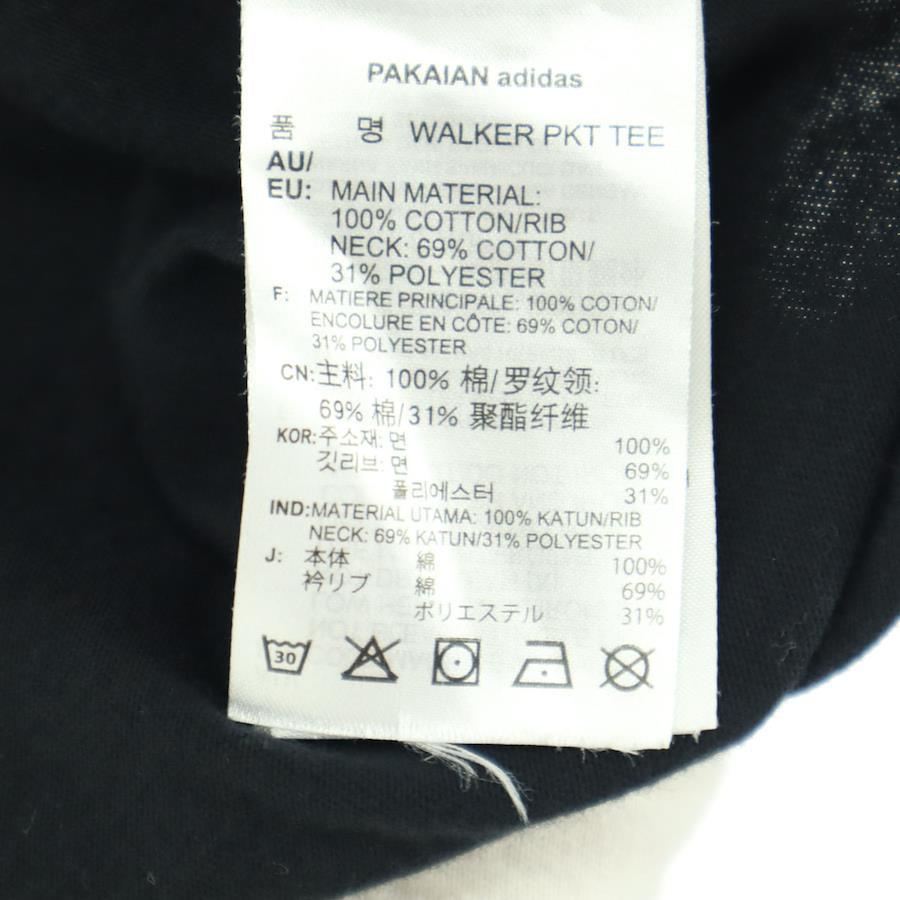 PAKAIAN adidas
품 명 WALKER PKT TEE
AU/
EU: MAIN MATERIAL:
100% COTTON/RIB
NECK: 69% COTTON/
31% POLYESTER
F: MATIERE PRINCIPALE: 100% COTON/
ENCOLURE EN CÔTE: 69% COTON/
31% POLYESTER
CN:主料: 100% 棉/罗纹领:
69% 棉/31% 聚酯纤维
KOR:주소재: 면 100%
깃리브: 면 69%
폴리에스터 31%
IND:MATERIAL UTAMA: 100% KATUN/RIB
NECK: 69% KATUN/31% POLYESTER
J: 本体 綿 100%
衿リブ 綿 69%
ポリエステル 31%
30